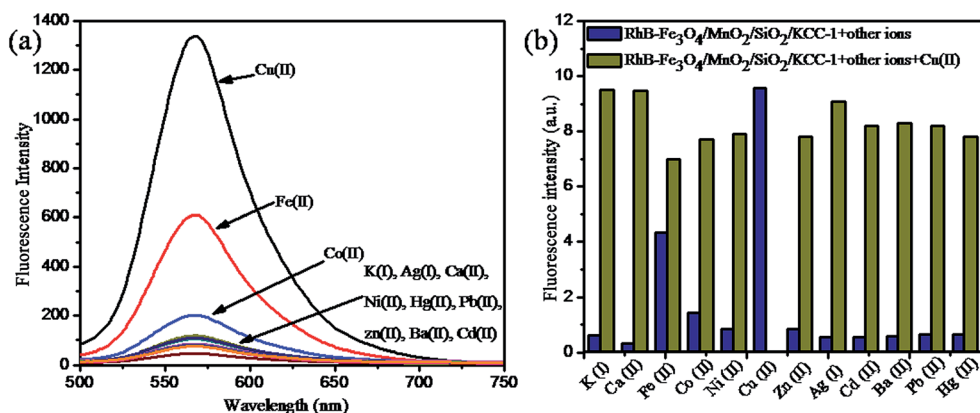 (a)
1400
1200
1000
800
600
400
200
0
Fluorescence Intensity
Cu(II)
Fe(II)
Co(II)
K(I), Ag(I), Ca(II),
Ni(II), Hg(II), Pb(II),
zn(II), Ba(II), Cd(II)
500 550 600 650 700 750
Wavelength (nm)
(b)
12
10
8
6
4
2
0
Fluorescence intensity (a.u.)
RhB-Fe3O4/MnO2/SiO2/KCC-1+other ions
RhB-Fe3O4/MnO2/SiO2/KCC-1+other ions+Cu(II)
K (I)
Ca (II)
Fe (II)
Co (II)
Ni (II)
Cu (II)
Zn (II)
Ag (I)
Cd (II)
Ba (II)
Pb (II)
Hg (II)